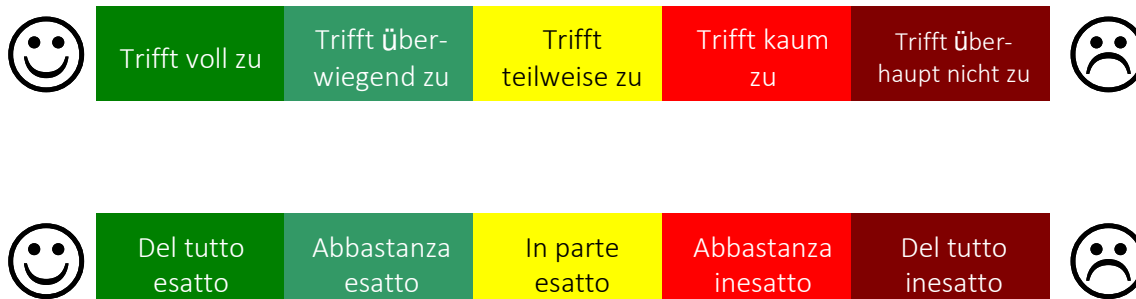 Trifft voll zu
Trifft über-
wiegend zu
Trifft
teilweise zu
Trifft kaum
zu
Trifft über-
haupt nicht zu
Del tutto
esatto
Abbastanza
esatto
In parte
esatto
Abbastanza
inesatto
Del tutto
inesatto